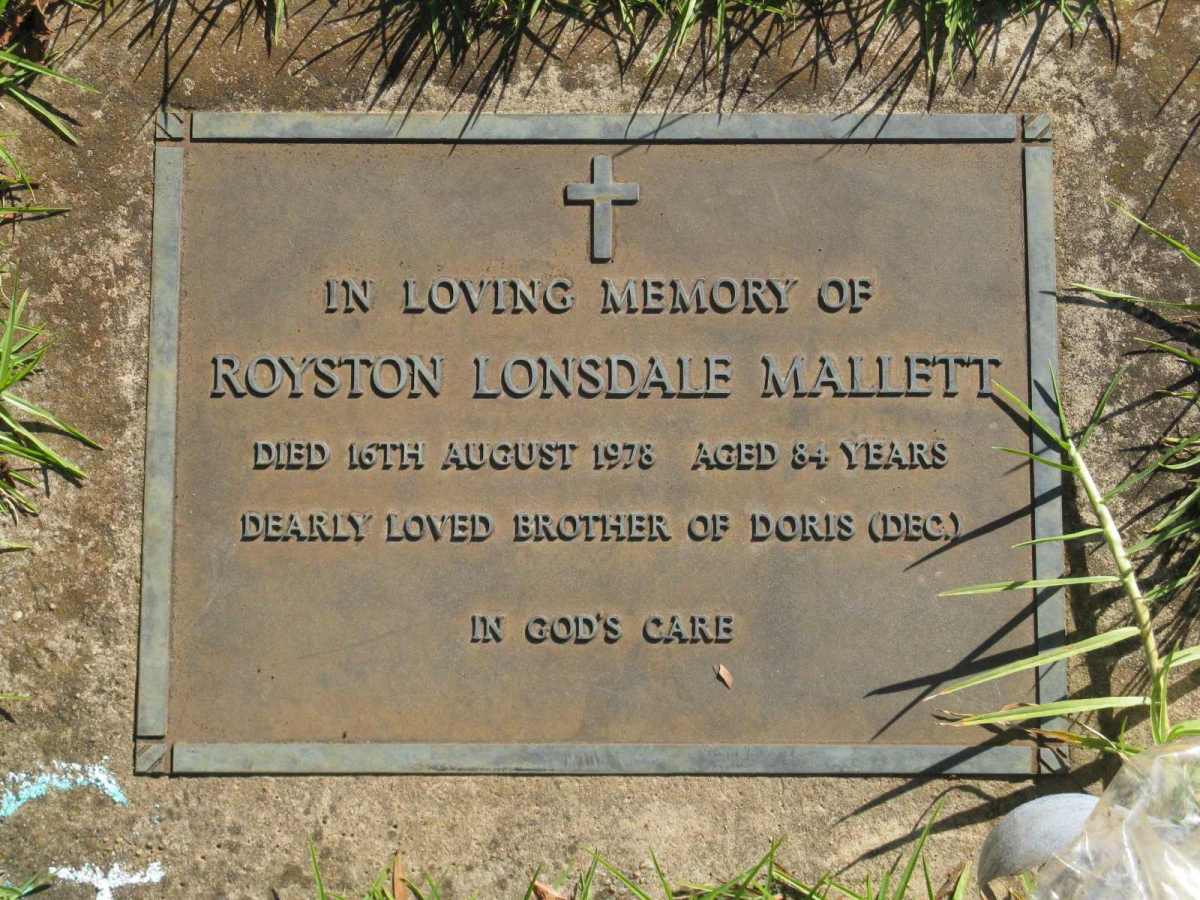 IN LOVING MEMORY OF
ROYSTON LONSDALE MALLETT
DIED 16TH AUGUST 1978 AGED 84 YEARS
DEARLY LOVED BROTHER OF DORIS (DEC.)
IN GOD'S CARE